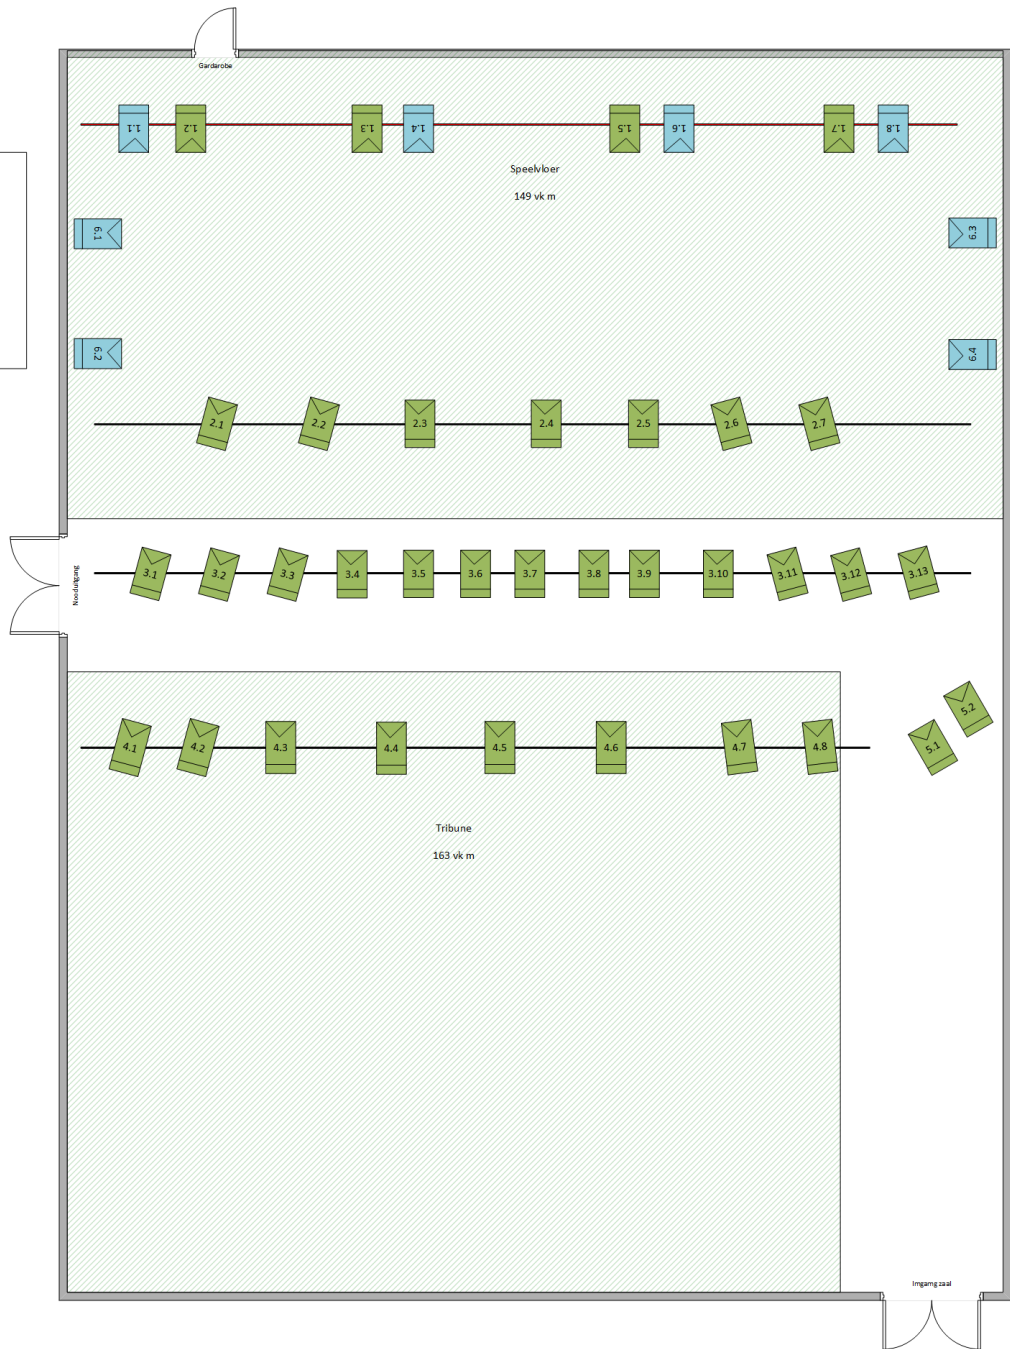 Gardarobe
1.1 1.2 1.3 1.4 1.5 1.6 1.7 1.8
Speelvloer
149 vk m
6.1 6.3
6.2 6.4
2.1 2.2 2.3 2.4 2.5 2.6 2.7
Nooduitgang
3.1 3.2 3.3 3.4 3.5 3.6 3.7 3.8 3.9 3.10 3.11 3.12 3.13
5.2
4.1 4.2 4.3 4.4 4.5 4.6 4.7 4.8 5.1
Tribune
163 vk m
Imgamg zaal